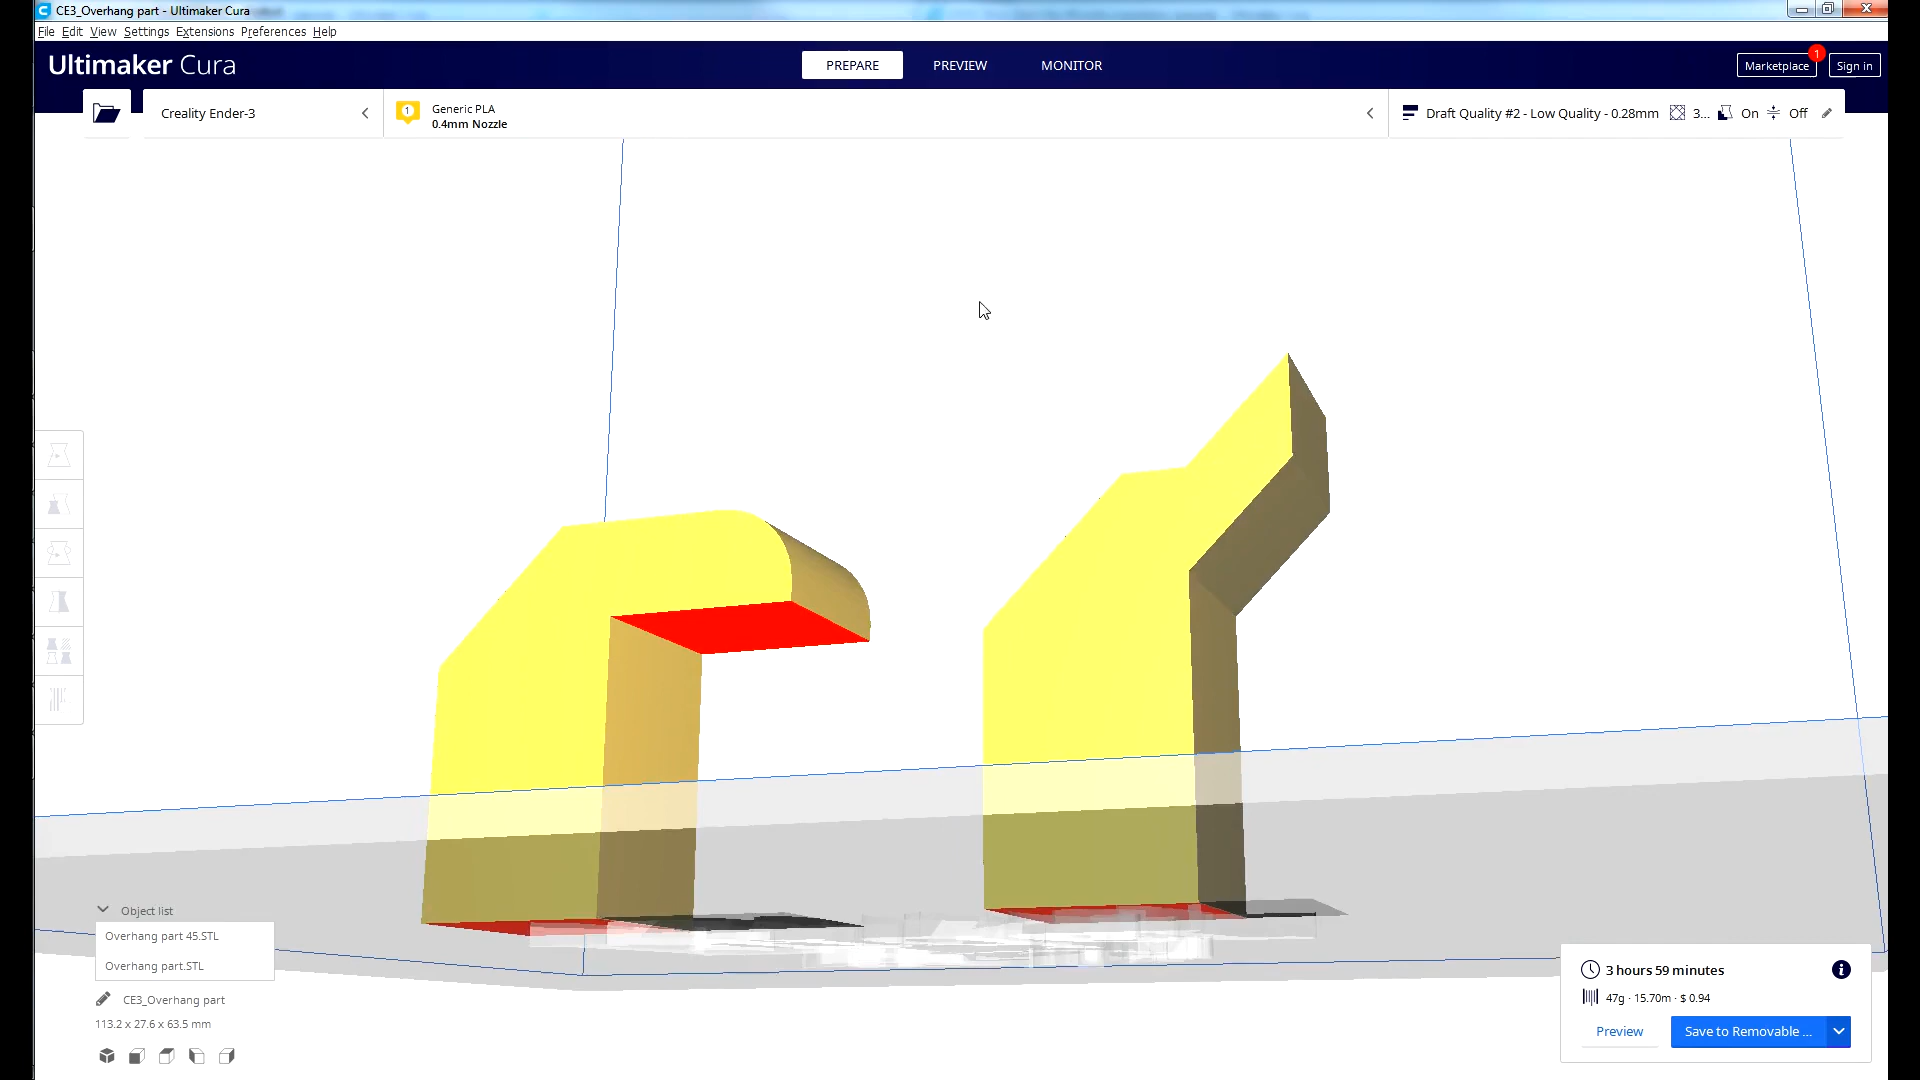 CE3_Overhang part - Ultimaker Cura
File Edit View Settings Extensions Preferences Help
Ultimaker Cura
PREPARE
PREVIEW
MONITOR
Marketplace
1
Sign in
Creality Ender-3
1
Generic PLA
0.4mm Nozzle
Draft Quality #2 - Low Quality - 0.28mm
3...
On
Off
Object list
Overhang part 45.STL
Overhang part.STL
CE3_Overhang part
113.2 x 27.6 x 63.5 mm
3 hours 59 minutes
47g · 15.70m · $ 0.94
Preview
Save to Removable ...